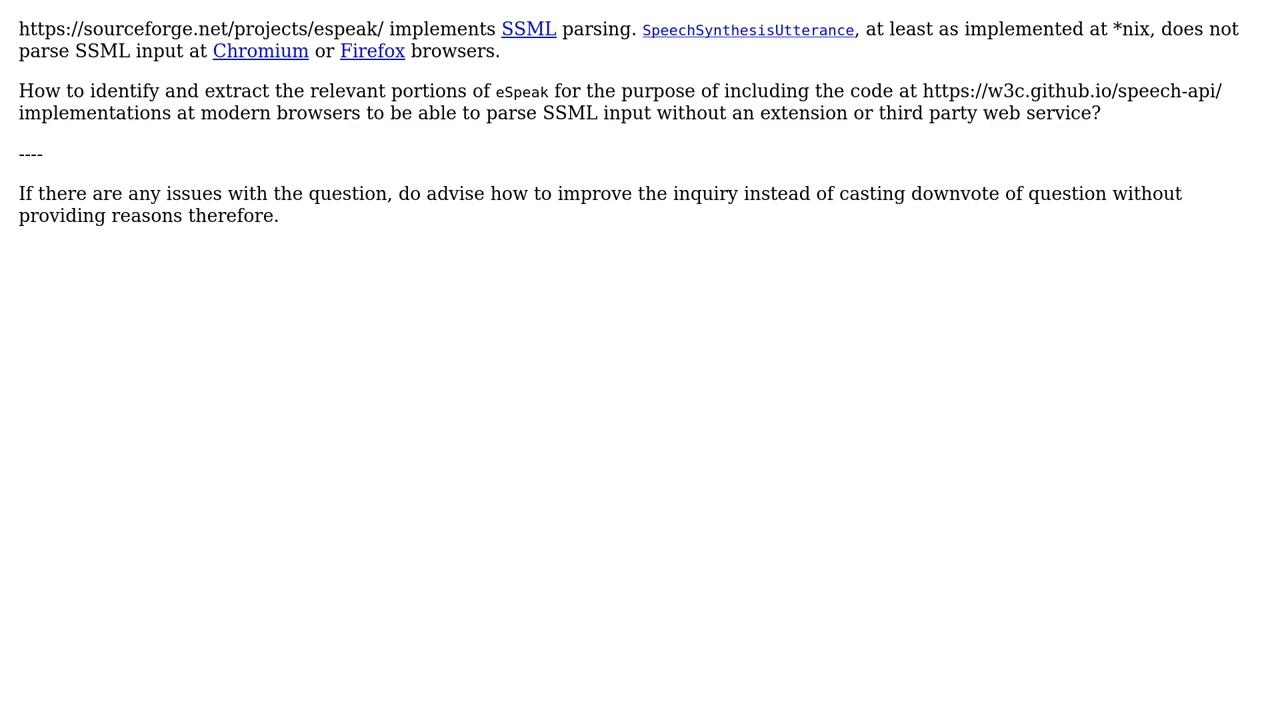 https://sourceforge.net/projects/espeak/ implements SSML parsing. SpeechSynthesisUtterance, at least as implemented at *nix, does not
parse SSML input at Chromium or Firefox browsers.
How to identify and extract the relevant portions of eSpeak for the purpose of including the code at https://w3c.github.io/speech-api/
implementations at modern browsers to be able to parse SSML input without an extension or third party web service?
----
If there are any issues with the question, do advise how to improve the inquiry instead of casting downvote of question without
providing reasons therefore.